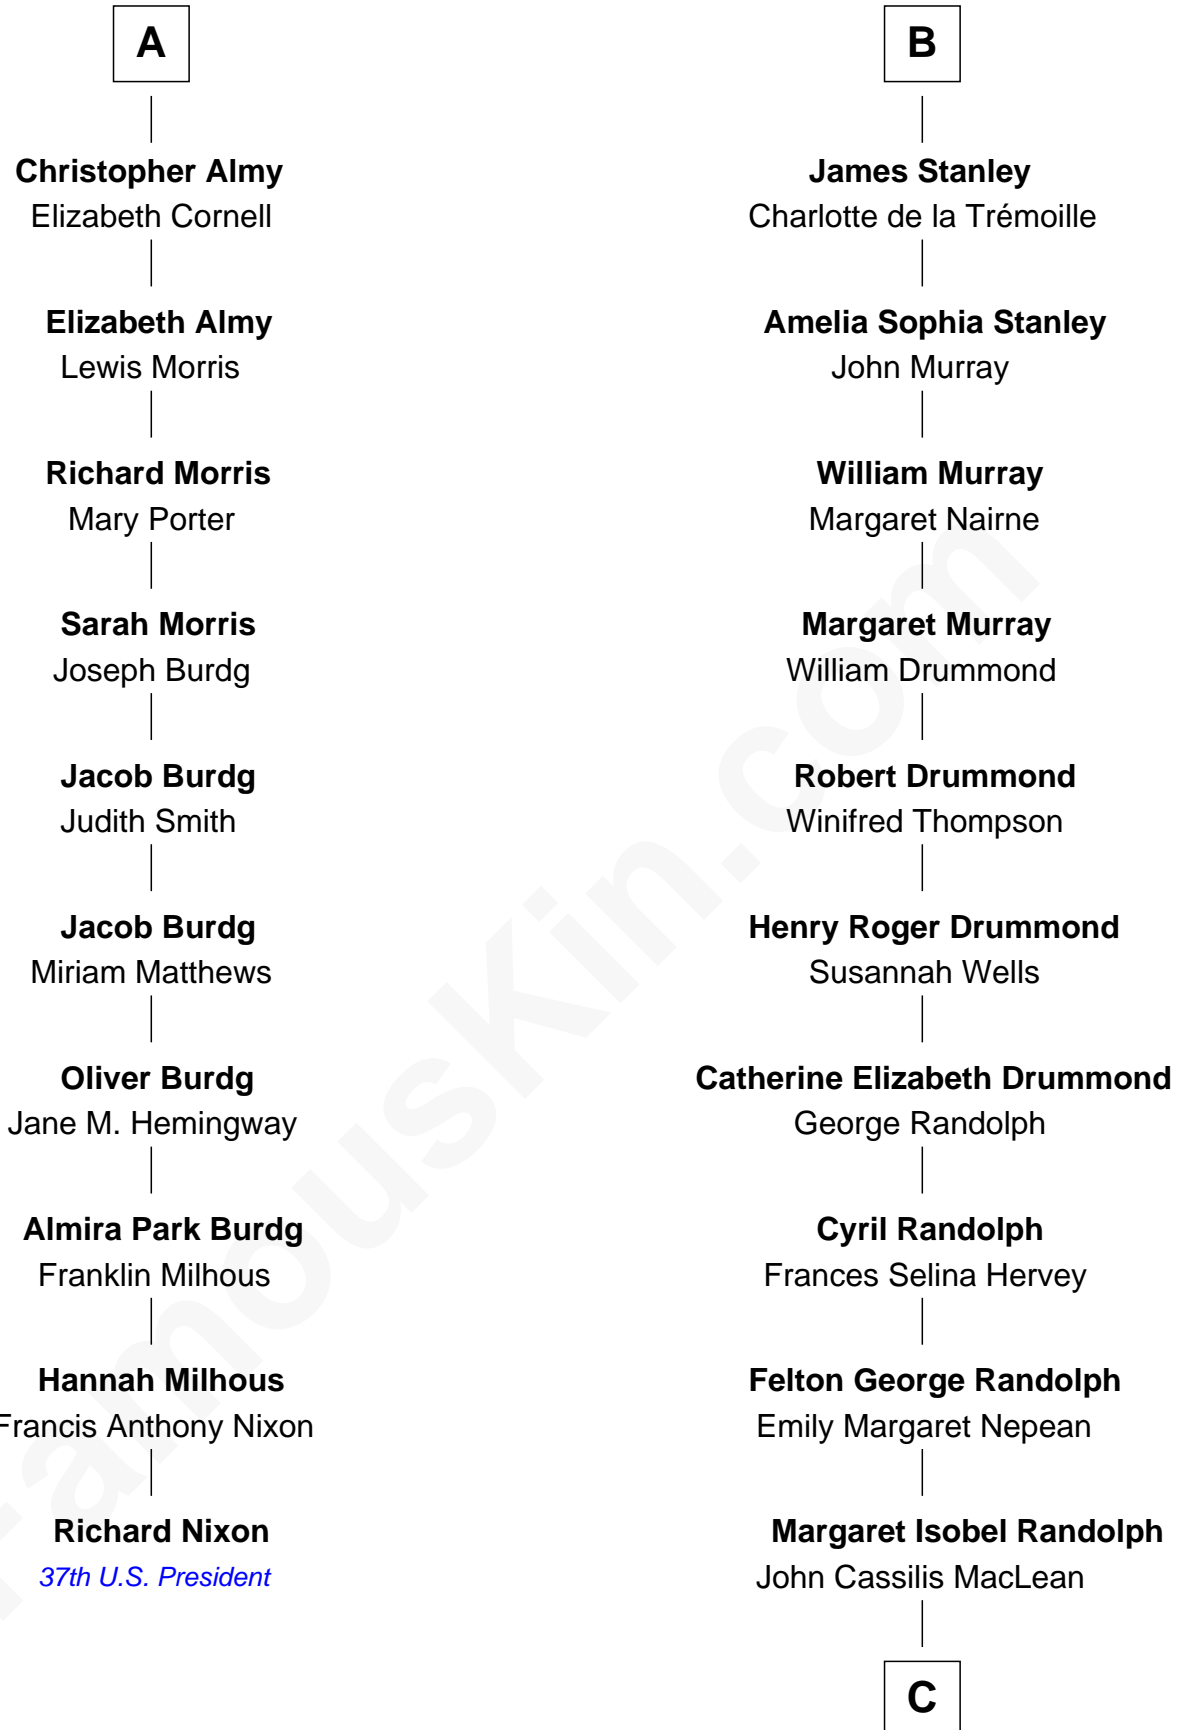 A
Christopher Almy
Elizabeth Cornell
Elizabeth Almy
Lewis Morris
Richard Morris
Mary Porter
Sarah Morris
Joseph Burdg
Jacob Burdg
Judith Smith
Jacob Burdg
Miriam Matthews
Oliver Burdg
Jane M. Hemingway
Almira Park Burdg
Franklin Milhous
Hannah Milhous
Francis Anthony Nixon
Richard Nixon
37th U.S. President
B
James Stanley
Charlotte de la Trémoille
Amelia Sophia Stanley
John Murray
William Murray
Margaret Nairne
Margaret Murray
William Drummond
Robert Drummond
Winifred Thompson
Henry Roger Drummond
Susannah Wells
Catherine Elizabeth Drummond
George Randolph
Cyril Randolph
Frances Selina Hervey
Felton George Randolph
Emily Margaret Nepean
Margaret Isobel Randolph
John Cassilis MacLean
C
FamousKin.com